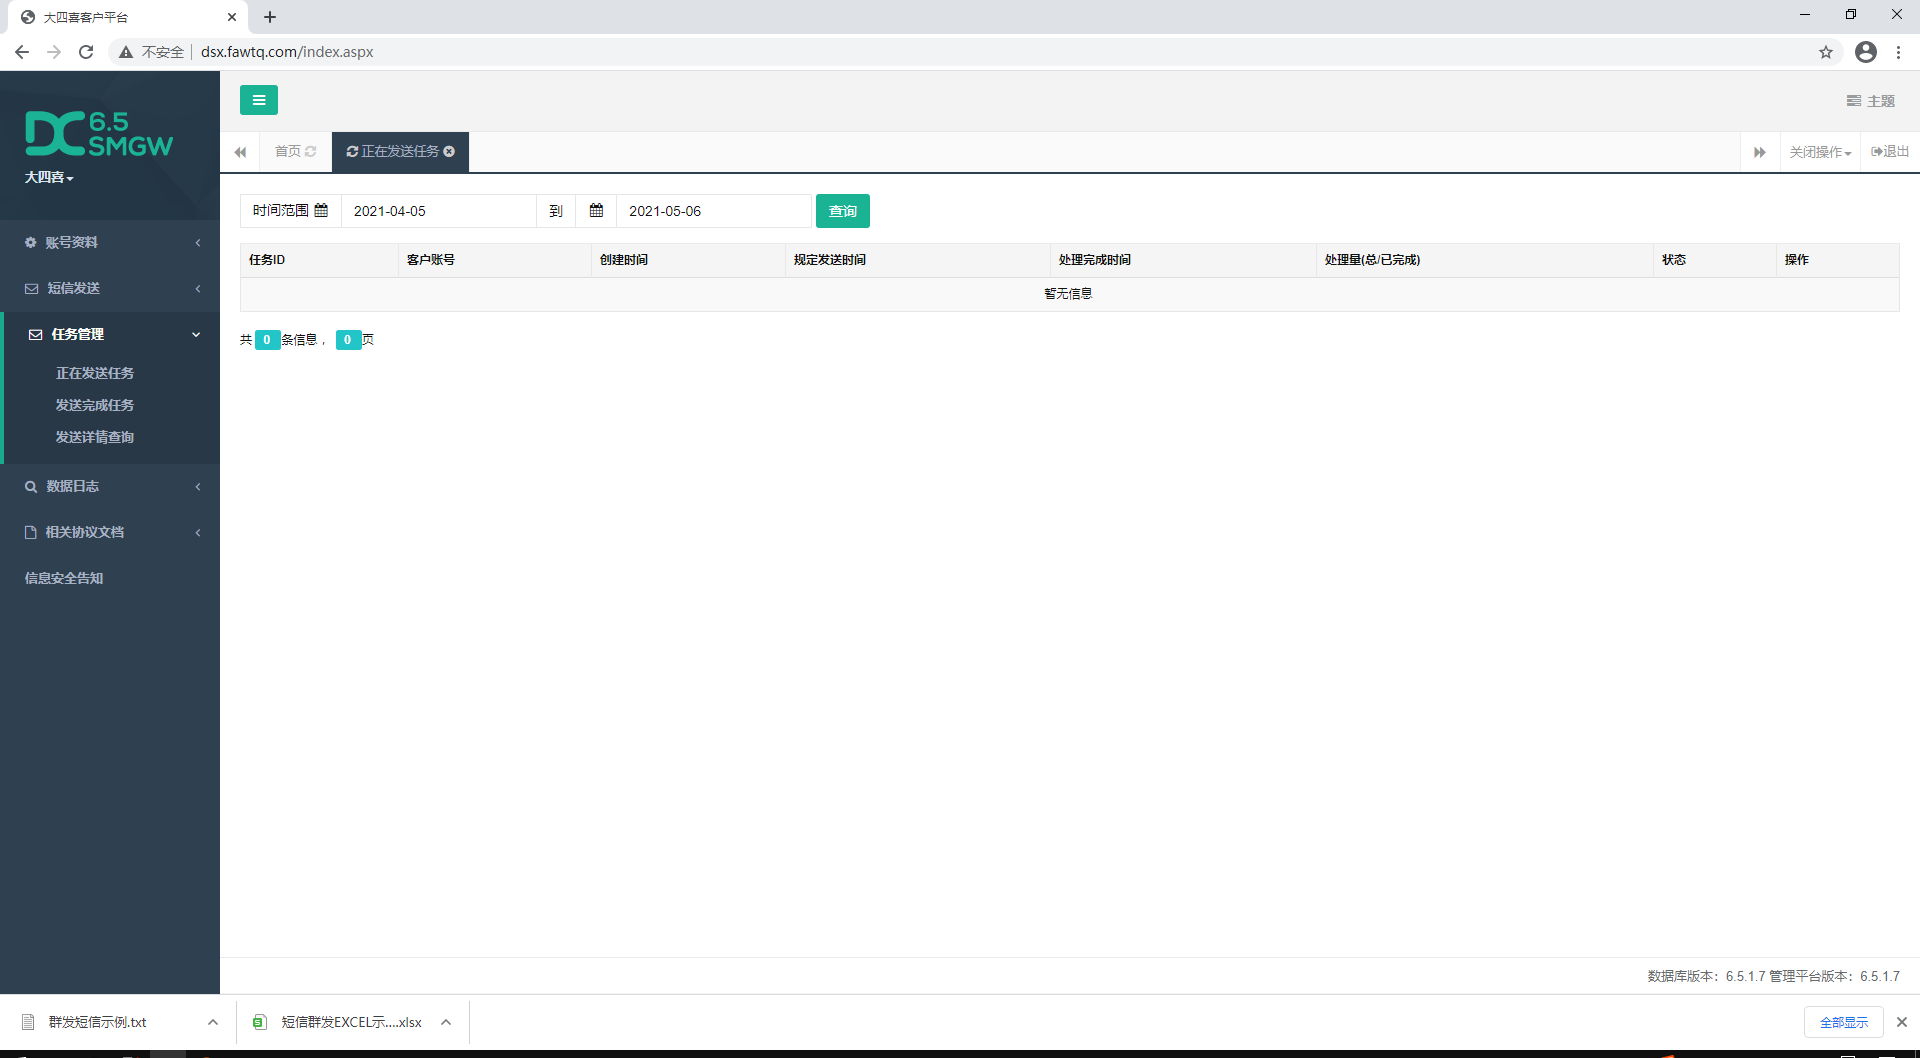 大四喜客户平台
不安全 dsx.fawtq.com/index.aspx
DC 6.5 SMGW
大四喜
主题
首页 正在发送任务 关闭操作 退出
时间范围 2021-04-05 到 2021-05-06 查询
账号资料
短信发送
任务管理
正在发送任务
发送完成任务
发送详情查询
数据日志
相关协议文档
信息安全告知
任务ID 客户账号 创建时间 规定发送时间 处理完成时间 处理量(总/已完成) 状态 操作
暂无信息
共 0 条信息， 0 页
数据库版本：6.5.1.7 管理平台版本：6.5.1.7
群发短信示例.txt 短信群发EXCEL示....xlsx 全部显示